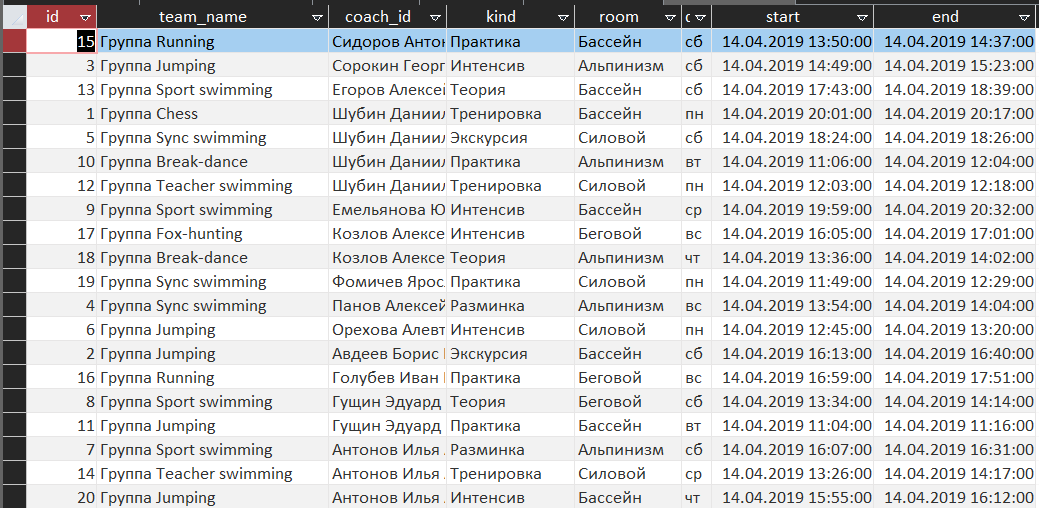 id team_name coach_id kind room start end
15 Группа Running Сидоров Антон Практика Бассейн сб 14.04.2019 13:50:00 14.04.2019 14:37:00
3 Группа Jumping Сорокин Георг Интенсив Альпинизм сб 14.04.2019 14:49:00 14.04.2019 15:23:00
13 Группа Sport swimming Егоров Алексей Теория Бассейн сб 14.04.2019 17:43:00 14.04.2019 18:39:00
1 Группа Chess Шубин Даниил Тренировка Бассейн пн 14.04.2019 20:01:00 14.04.2019 20:17:00
5 Группа Sync swimming Шубин Даниил Экскурсия Силовой сб 14.04.2019 18:24:00 14.04.2019 18:26:00
10 Группа Break-dance Шубин Даниил Практика Альпинизм вт 14.04.2019 11:06:00 14.04.2019 12:04:00
12 Группа Teacher swimming Шубин Даниил Тренировка Силовой пн 14.04.2019 12:03:00 14.04.2019 12:18:00
9 Группа Sport swimming Емельянова Ю Интенсив Бассейн ср 14.04.2019 19:59:00 14.04.2019 20:32:00
17 Группа Fox-hunting Козлов Алексе Интенсив Беговой вс 14.04.2019 16:05:00 14.04.2019 17:01:00
18 Группа Break-dance Козлов Алексе Теория Альпинизм чт 14.04.2019 13:36:00 14.04.2019 14:02:00
19 Группа Sync swimming Фомичев Яросл Практика Силовой пн 14.04.2019 11:49:00 14.04.2019 12:29:00
4 Группа Sync swimming Панов Алексей Разминка Альпинизм вс 14.04.2019 13:54:00 14.04.2019 14:04:00
6 Группа Jumping Орехова Алевт Интенсив Силовой пн 14.04.2019 12:45:00 14.04.2019 13:20:00
2 Группа Jumping Авдеев Борис Экскурсия Бассейн сб 14.04.2019 16:13:00 14.04.2019 16:40:00
16 Группа Running Голубев Иван Практика Беговой вс 14.04.2019 16:59:00 14.04.2019 17:51:00
8 Группа Sport swimming Гущин Эдуард Теория Беговой сб 14.04.2019 13:34:00 14.04.2019 14:14:00
11 Группа Jumping Гущин Эдуард Практика Бассейн вт 14.04.2019 11:04:00 14.04.2019 11:16:00
7 Группа Sport swimming Антонов Илья Разминка Альпинизм сб 14.04.2019 16:07:00 14.04.2019 16:31:00
14 Группа Teacher swimming Антонов Илья Тренировка Силовой ср 14.04.2019 13:26:00 14.04.2019 14:17:00
20 Группа Jumping Антонов Илья Интенсив Бассейн чт 14.04.2019 15:55:00 14.04.2019 16:12:00